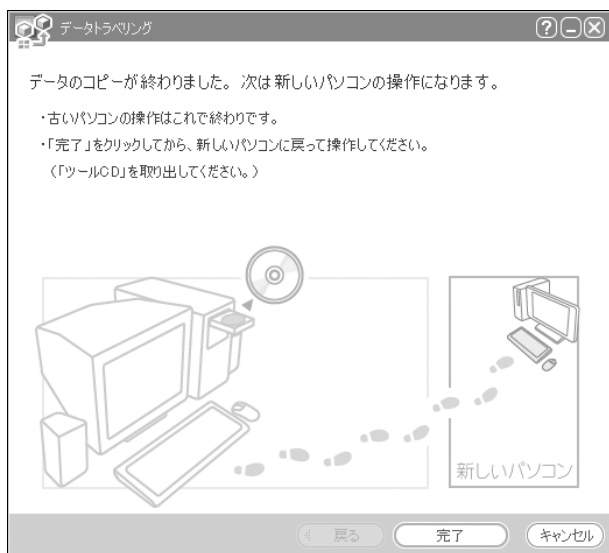 データトラベリング
データのコピーが終わりました。次は新しいパソコンの操作になります。
・古いパソコンの操作はこれで終わりです。
・「完了」をクリックしてから、新しいパソコンに戻って操作してください。
（「ツールCD」を取り出してください。）
新しいパソコン
戻る
完了
キャンセル